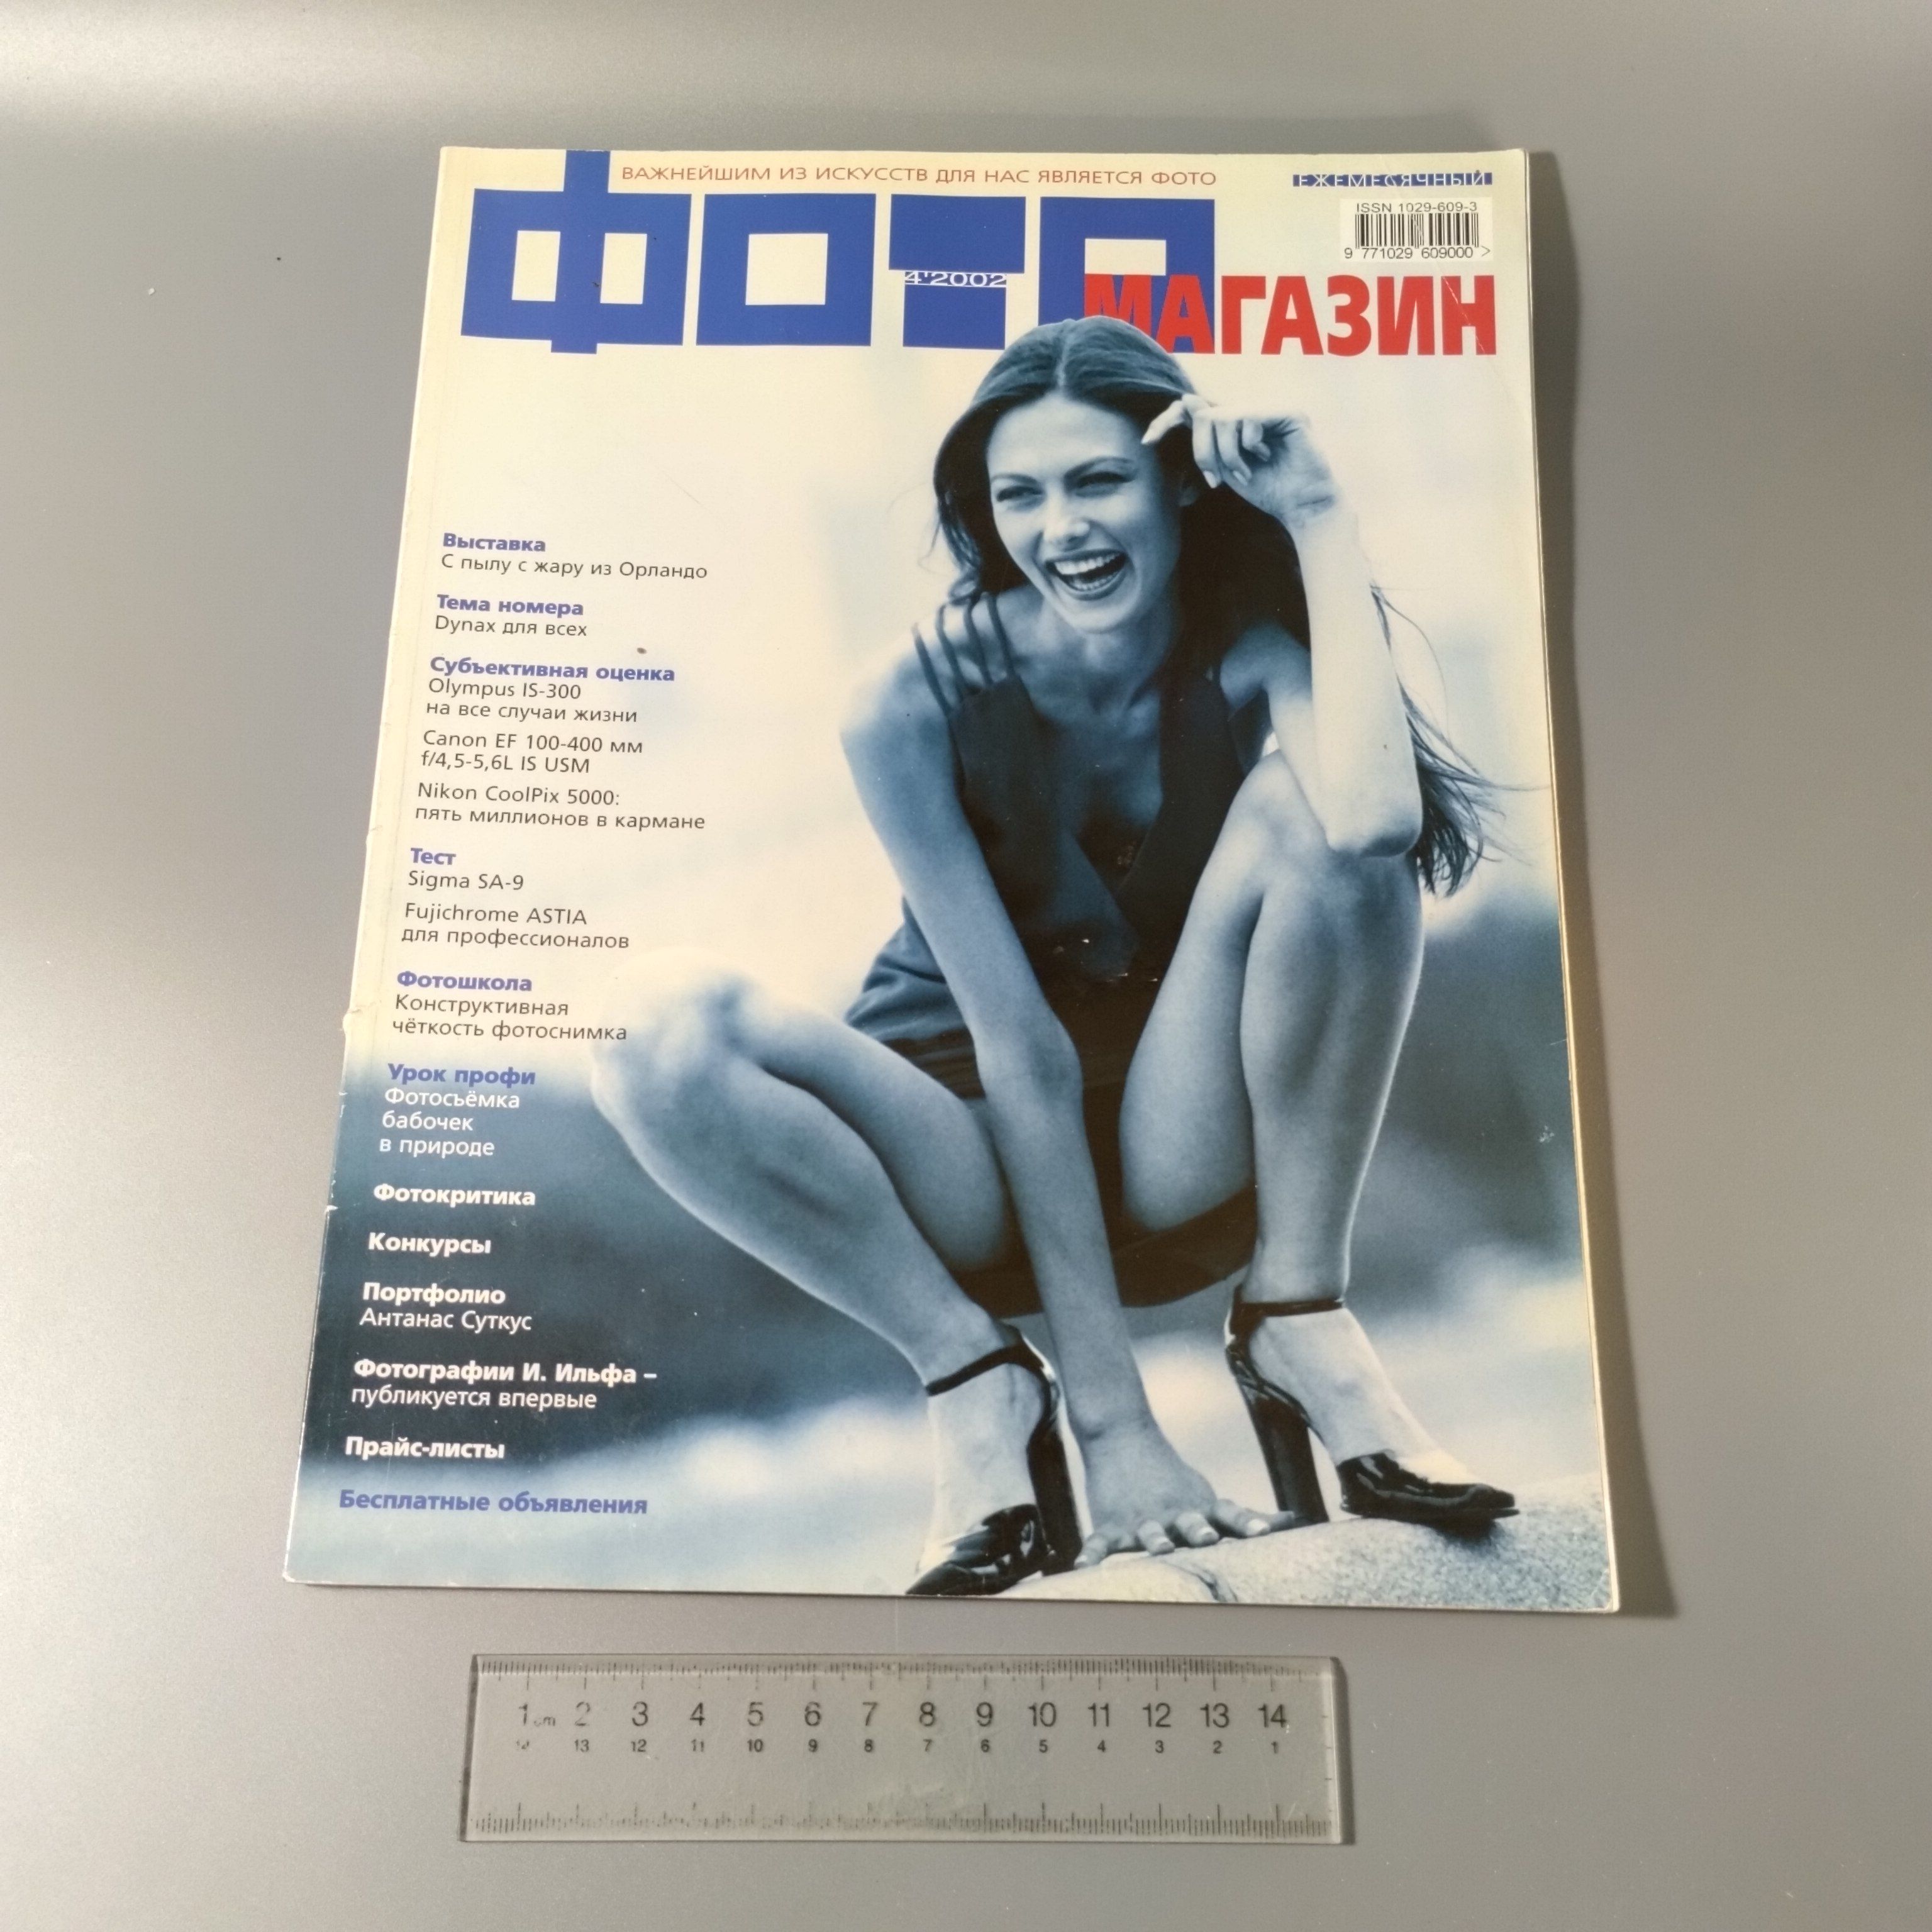 ВАЖНЕЙШИМ ИЗ ИСКУССТВ ДЛЯ НАС ЯВЛЯЕТСЯ ФОТО
ЕЖЕМЕСЯЧНЫЙ
ISSN 1029-609-3
9 771029 609000 >
ФОТО
4'2002
МАГАЗИН
Выставка
С пылу с жару из Орландо
Тема номера
Dynax для всех
Субъективная оценка
Olympus IS-300
на все случаи жизни
Canon EF 100-400 мм
f/4,5-5,6L IS USM
Nikon CoolPix 5000:
пять миллионов в кармане
Тест
Sigma SA-9
Fujichrome ASTIA
для профессионалов
Фотошкола
Конструктивная
чёткость фотоснимка
Урок профи
Фотосъёмка
бабочек
в природе
Фотокритика
Конкурсы
Портфолио
Антанас Суткус
Фотографии И. Ильфа –
публикуется впервые
Прайс-листы
Бесплатные объявления
1 cm 2 3 4 5 6 7 8 9 10 11 12 13 14
13 12 11 10 9 8 7 6 5 4 3 2 1